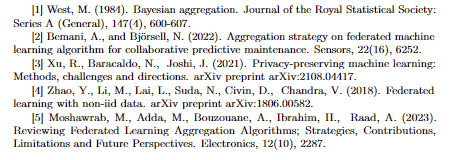 [1] West, M. (1984). Bayesian aggregation. Journal of the Royal Statistical Society:
Series A (General), 147(4), 600-607.
[2] Bemani, A., and Björsell, N. (2022). Aggregation strategy on federated machine
learning algorithm for collaborative predictive maintenance. Sensors, 22(16), 6252.
[3] Xu, R., Baracaldo, N., Joshi, J. (2021). Privacy-preserving machine learning:
Methods, challenges and directions. arXiv preprint arXiv:2108.04417.
[4] Zhao, Y., Li, M., Lai, L., Suda, N., Civin, D., Chandra, V. (2018). Federated
learning with non-iid data. arXiv preprint arXiv:1806.00582.
[5] Moshawrab, M., Adda, M., Bouzouane, A., Ibrahim, H., Raad, A. (2023).
Reviewing Federated Learning Aggregation Algorithms; Strategies, Contributions,
Limitations and Future Perspectives. Electronics, 12(10), 2287.